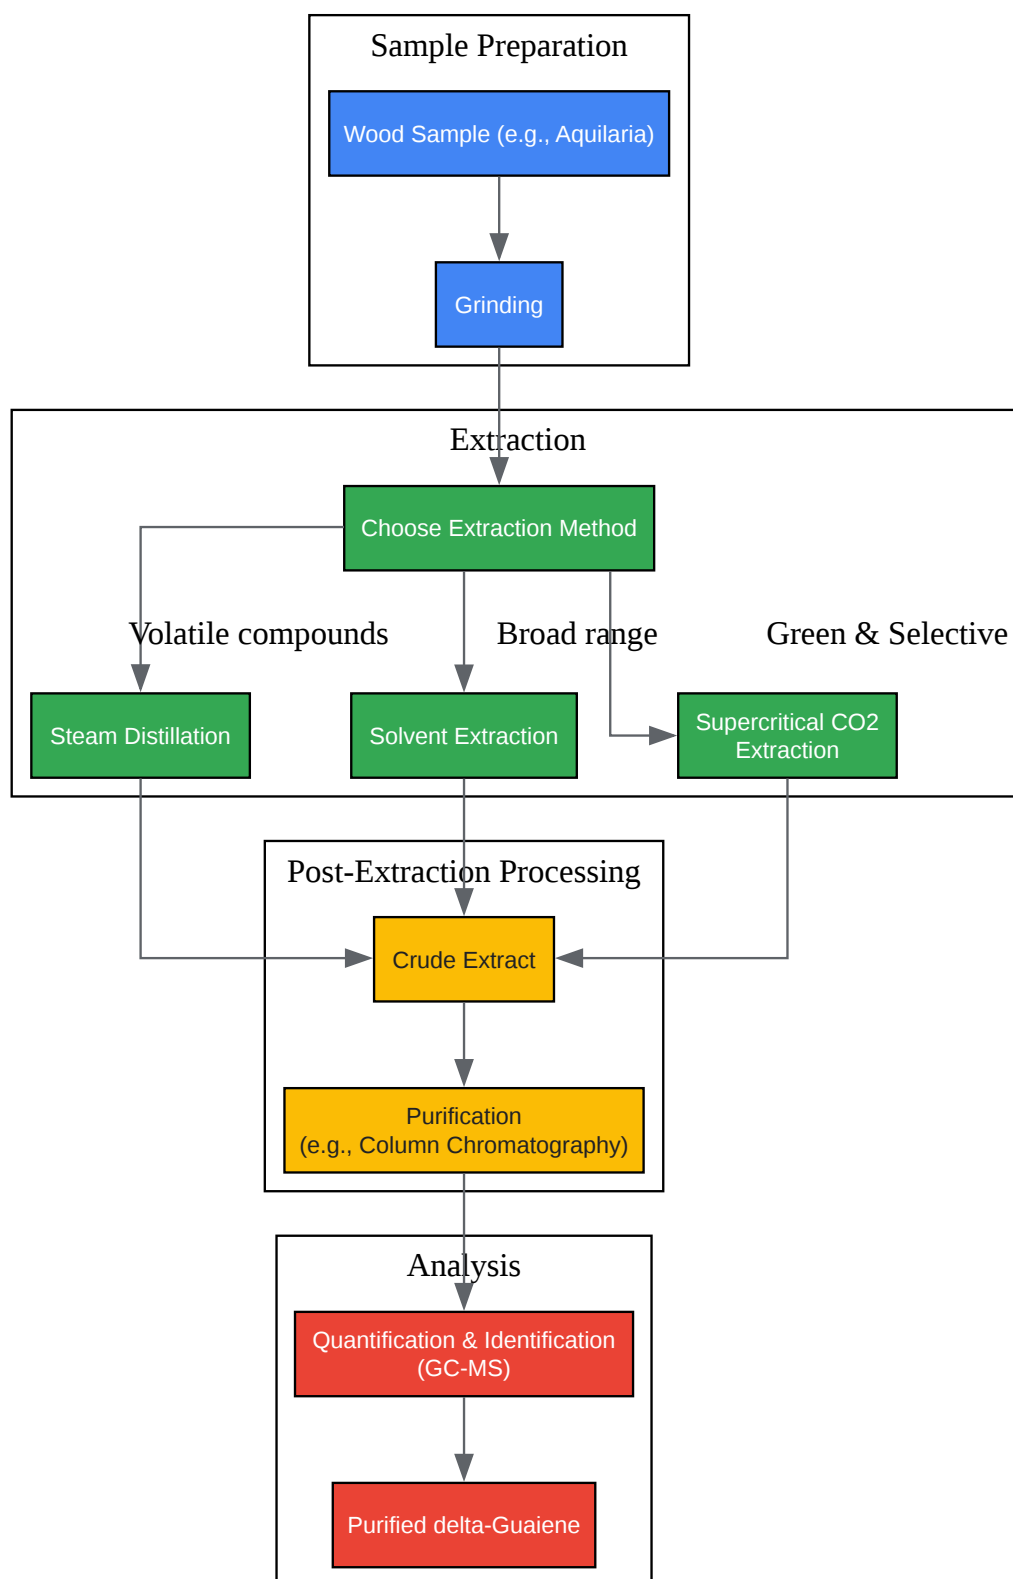 Sample Preparation
Wood Sample (e.g., Aquilaria)
Grinding
Extraction
Choose Extraction Method
Volatile compounds
Broad range
Green & Selective
Steam Distillation
Solvent Extraction
Supercritical CO2
Extraction
Post-Extraction Processing
Crude Extract
Purification
(e.g., Column Chromatography)
Analysis
Quantification & Identification
(GC-MS)
Purified delta-Guaiene